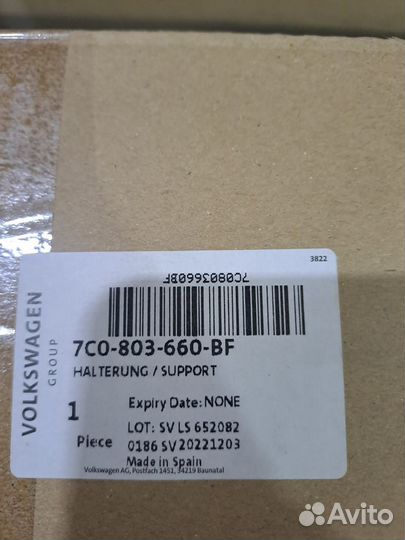 3822
7C0803660BF
VOLKSWAGEN
GROUP
7C0-803-660-BF
HALTERUNG / SUPPORT
1
Piece
Expiry Date: NONE
LOT: SV LS 652082
0186 SV 20221203
Made in Spain
Volkswagen AG, Postfach 1451, 34219 Baunatal
Avito